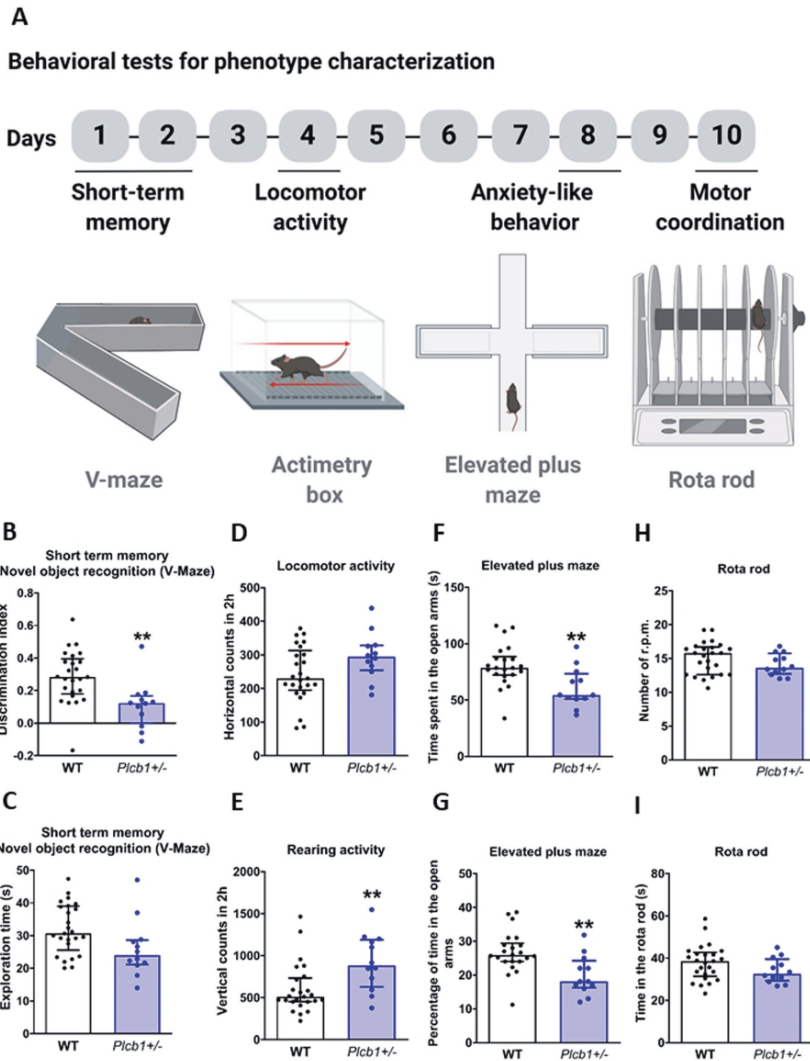 A
Behavioral tests for phenotype characterization
Days 1 2 3 4 5 6 7 8 9 10
Short-term memory
Locomotor activity
Anxiety-like behavior
Motor coordination
V-maze
Actimetry box
Elevated plus maze
Rota rod
B
Short term memory
Novel object recognition (V-Maze)
Discrimination index
0.8
0.6
0.4
0.2
0.0
-0.2
**
WT
Plcb1+/-
D
Locomotor activity
Horizontal counts in 2h
500
400
300
200
100
0
WT
Plcb1+/-
F
Elevated plus maze
Time spent in the open arms (s)
150
100
50
0
**
WT
Plcb1+/-
H
Rota rod
Number of r.p.m.
25
20
15
10
5
0
WT
Plcb1+/-
C
Short term memory
Novel object recognition (V-Maze)
Exploration time (s)
50
40
30
20
10
0
WT
Plcb1+/-
E
Rearing activity
Vertical counts in 2h
2000
1500
1000
500
0
**
WT
Plcb1+/-
G
Elevated plus maze
Percentage of time in the open
arms
50
40
30
20
10
0
**
WT
Plcb1+/-
I
Rota rod
Time in the rota rod (s)
80
60
40
20
0
WT
Plcb1+/-